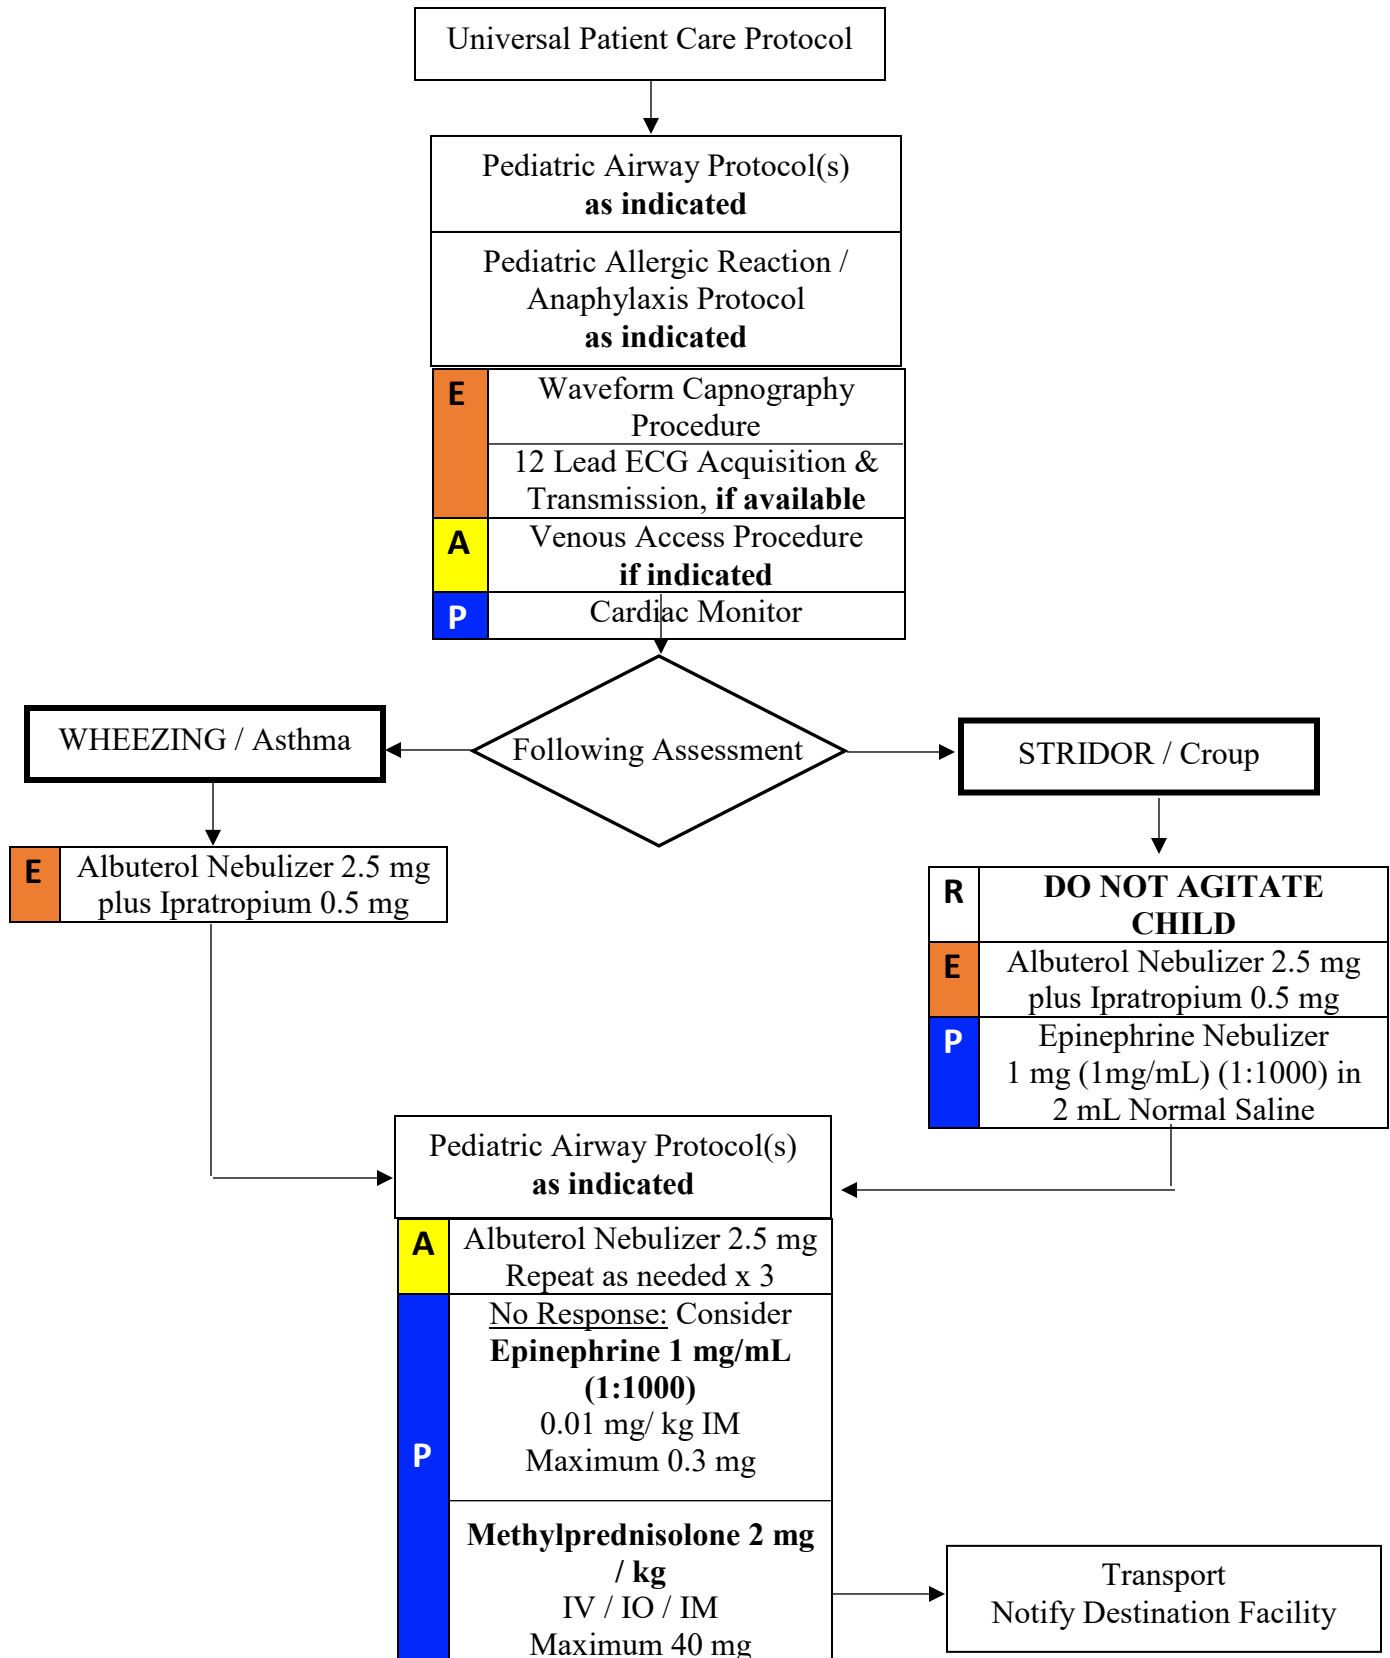 Universal Patient Care Protocol
Pediatric Airway Protocol(s)
as indicated
Pediatric Allergic Reaction /
Anaphylaxis Protocol
as indicated
E
Waveform Capnography
Procedure
12 Lead ECG Acquisition &
Transmission, if available
A
Venous Access Procedure
if indicated
P
Cardiac Monitor
Following Assessment
WHEEZING / Asthma
E
Albuterol Nebulizer 2.5 mg
plus Ipratropium 0.5 mg
STRIDOR / Croup
R
DO NOT AGITATE
CHILD
E
Albuterol Nebulizer 2.5 mg
plus Ipratropium 0.5 mg
P
Epinephrine Nebulizer
1 mg (1mg/mL) (1:1000) in
2 mL Normal Saline
Pediatric Airway Protocol(s)
as indicated
A
Albuterol Nebulizer 2.5 mg
Repeat as needed x 3
P
No Response: Consider
Epinephrine 1 mg/mL
(1:1000)
0.01 mg/ kg IM
Maximum 0.3 mg
Methylprednisolone 2 mg
/ kg
IV / IO / IM
Maximum 40 mg
Transport
Notify Destination Facility